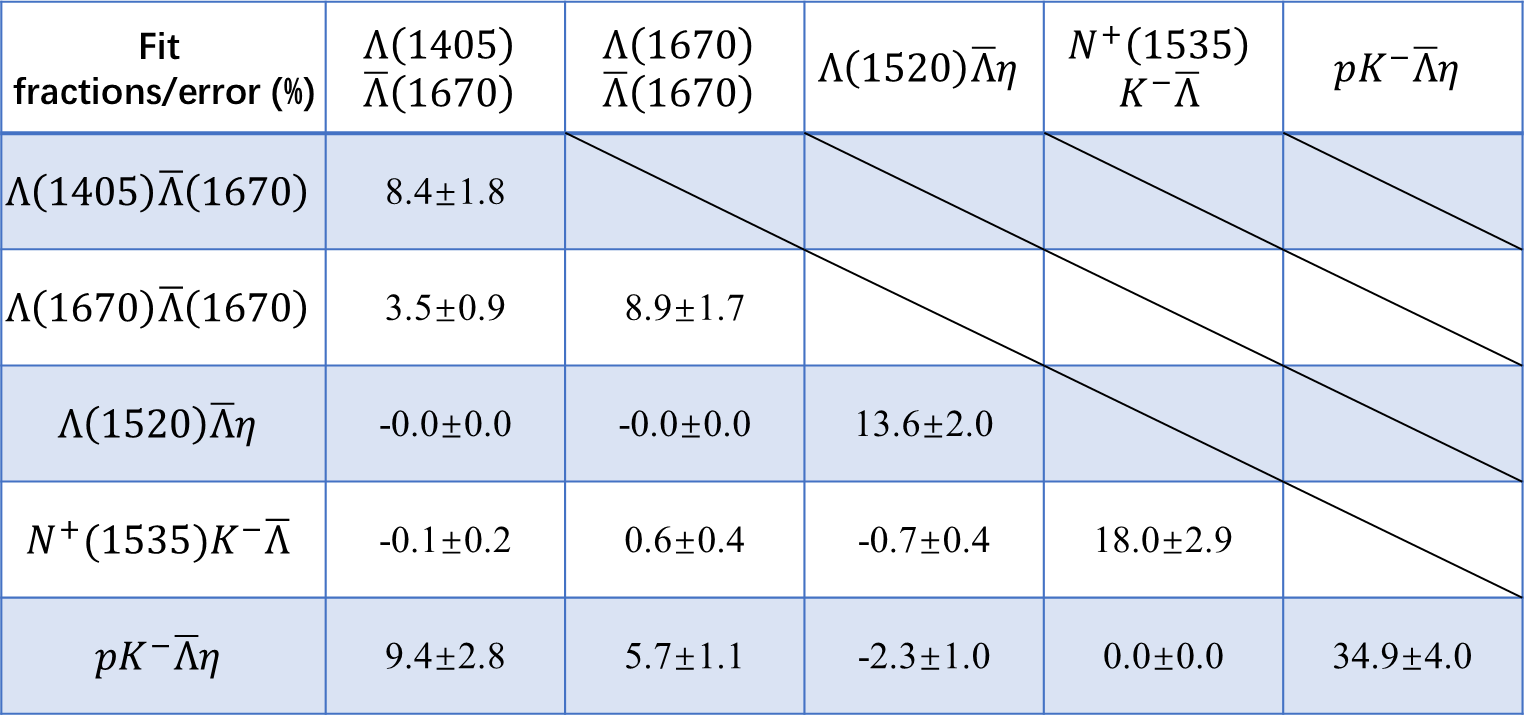 Fit fractions/error (%) Λ(1405) Λ̅(1670) Λ(1670) Λ̅(1670) Λ(1520)Λ̅η N⁺(1535) K⁻Λ̅ pK⁻Λ̅η
Λ(1405)Λ̅(1670) 8.4±1.8
Λ(1670)Λ̅(1670) 3.5±0.9 8.9±1.7
Λ(1520)Λ̅η -0.0±0.0 -0.0±0.0 13.6±2.0
N⁺(1535)K⁻Λ̅ -0.1±0.2 0.6±0.4 -0.7±0.4 18.0±2.9
pK⁻Λ̅η 9.4±2.8 5.7±1.1 -2.3±1.0 0.0±0.0 34.9±4.0